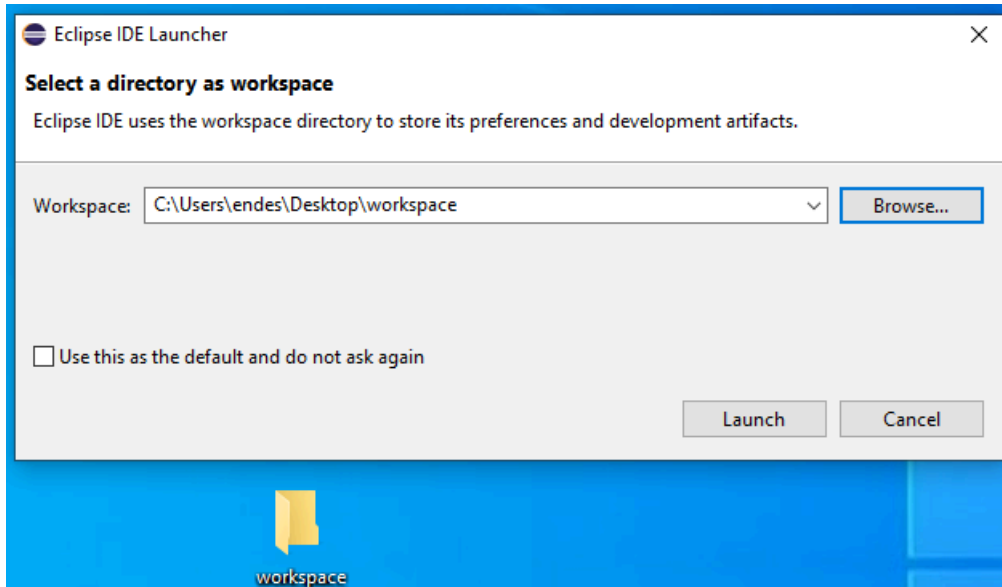 Eclipse IDE Launcher
Select a directory as workspace
Eclipse IDE uses the workspace directory to store its preferences and development artifacts.
Workspace: C:\Users\endes\Desktop\workspace Browse...
Use this as the default and do not ask again
Launch Cancel
workspace